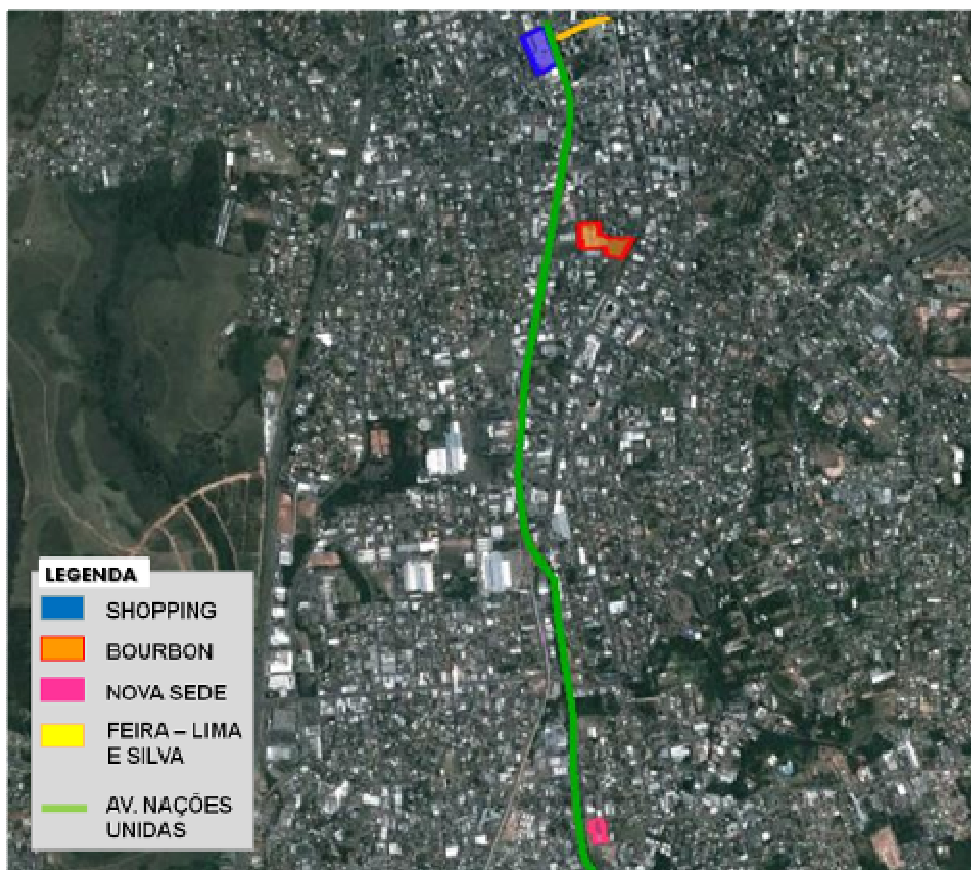 LEGENDA
SHOPPING
BOURBON
NOVA SEDE
FEIRA – LIMA
E SILVA
AV. NAÇÕES
UNIDAS